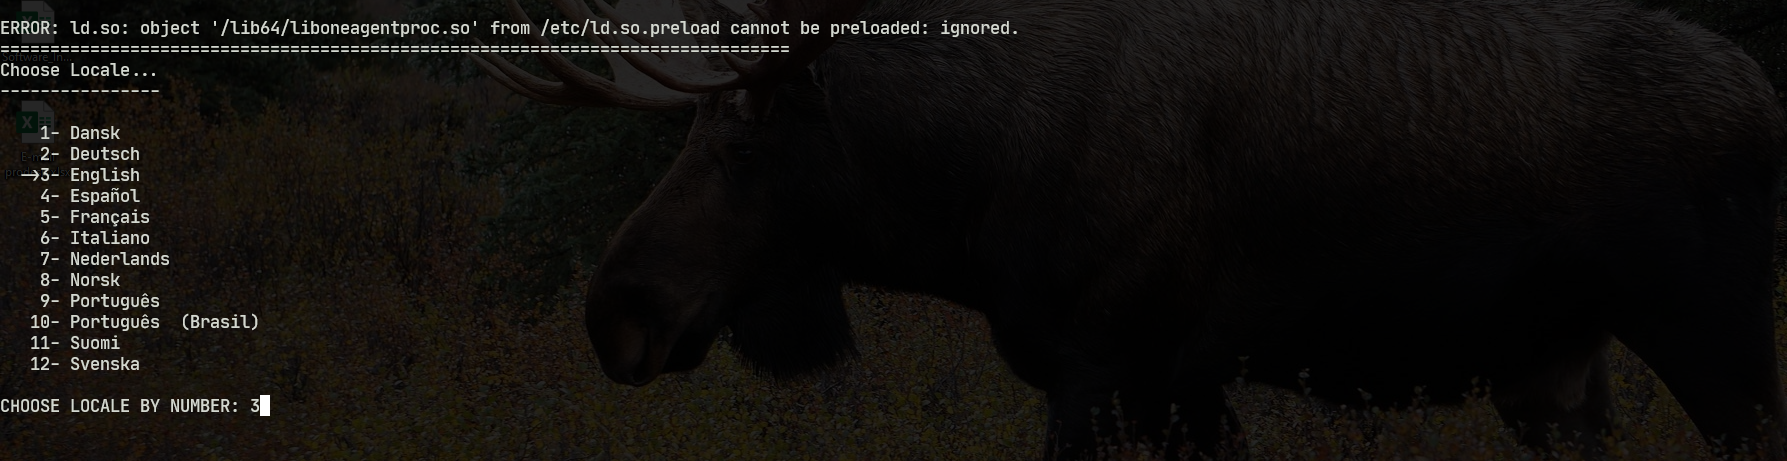 ERROR: ld.so: object '/lib64/liboneagentproc.so' from /etc/ld.so.preload cannot be preloaded: ignored.
===============================================================================
Choose Locale...
----------------
1- Dansk
2- Deutsch
->3- English
4- Español
5- Français
6- Italiano
7- Nederlands
8- Norsk
9- Português
10- Português  (Brasil)
11- Suomi
12- Svenska
CHOOSE LOCALE BY NUMBER: 3